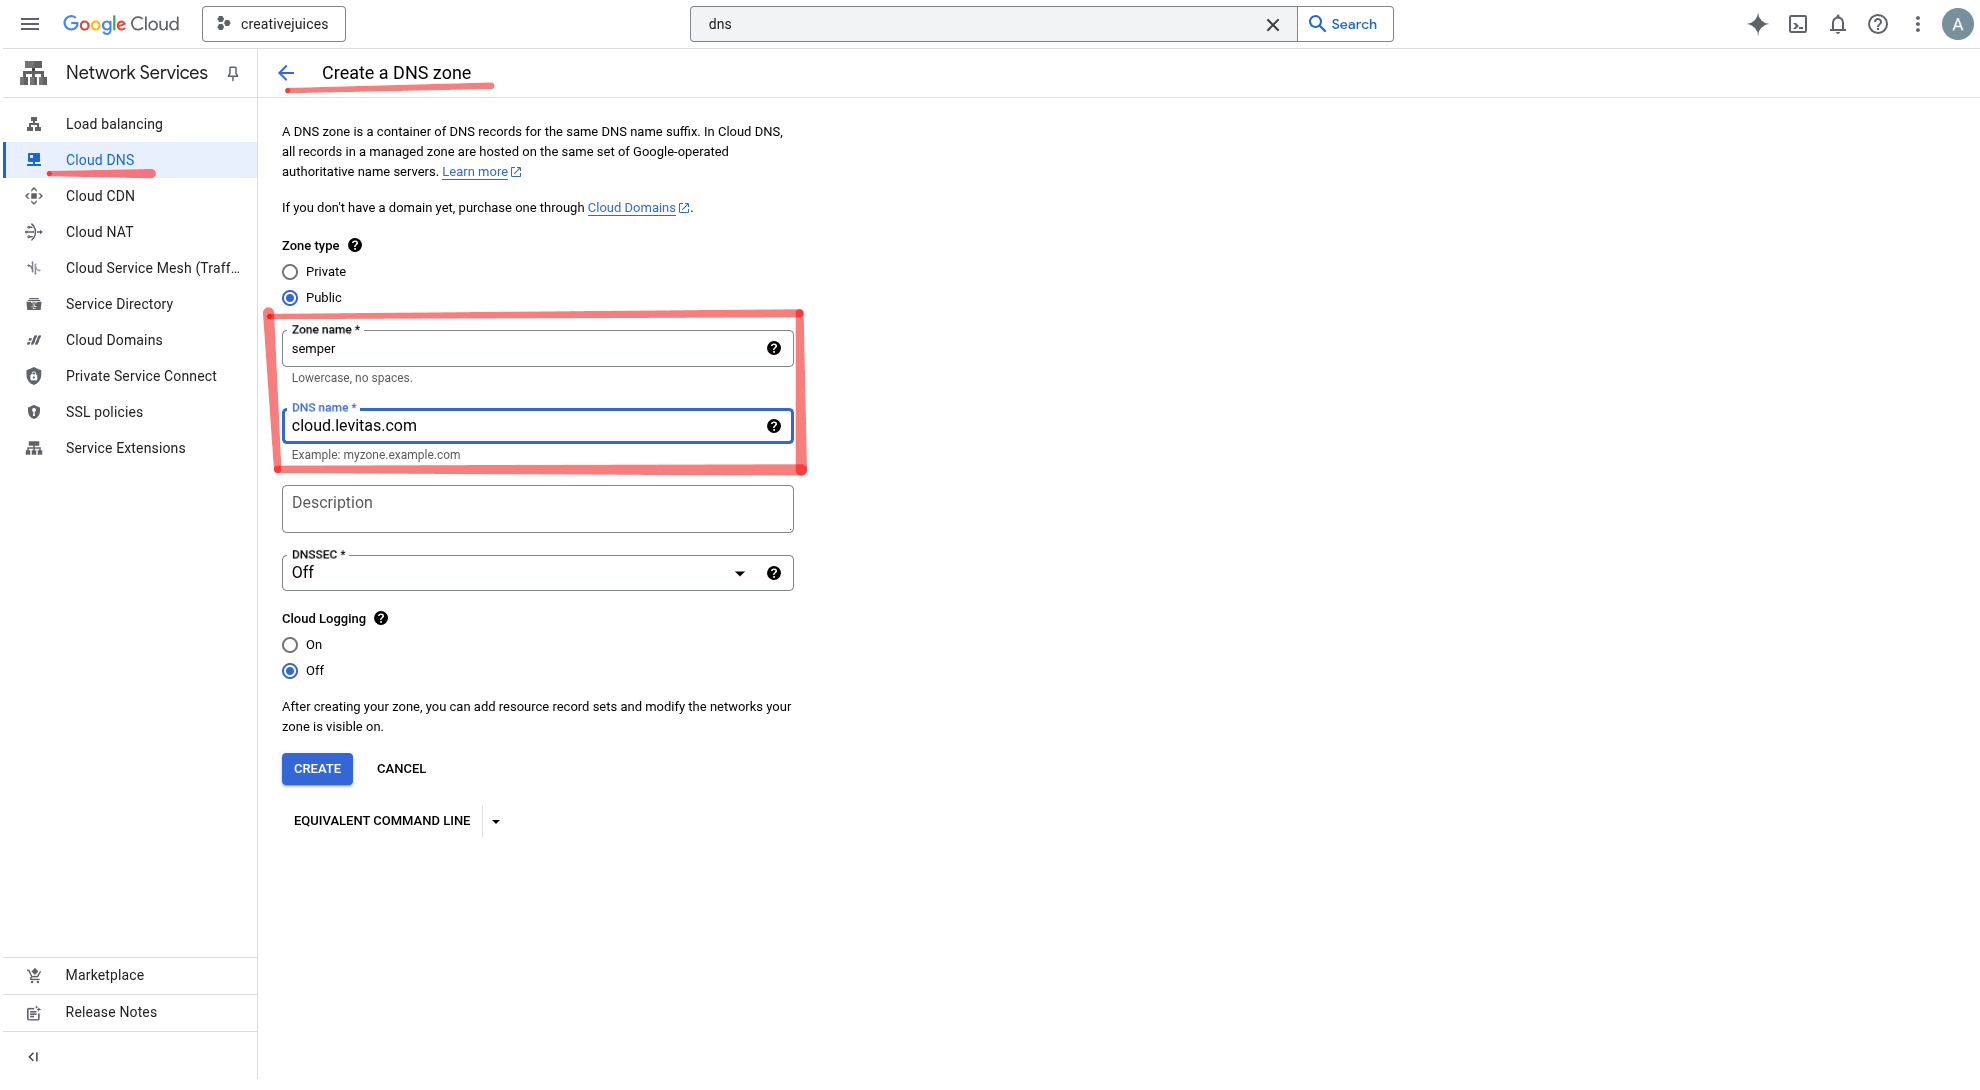 Google Cloud
creativejuices
dns
Search
A
Network Services
Create a DNS zone
Load balancing
Cloud DNS
Cloud CDN
Cloud NAT
Cloud Service Mesh (Traff...
Service Directory
Cloud Domains
Private Service Connect
SSL policies
Service Extensions
Marketplace
Release Notes
A DNS zone is a container of DNS records for the same DNS name suffix. In Cloud DNS,
all records in a managed zone are hosted on the same set of Google-operated
authoritative name servers. Learn more
If you don't have a domain yet, purchase one through Cloud Domains.
Zone type
Private
Public
Zone name *
semper
Lowercase, no spaces.
DNS name *
cloud.levitas.com
Example: myzone.example.com
Description
DNSSEC *
Off
Cloud Logging
On
Off
After creating your zone, you can add resource record sets and modify the networks your
zone is visible on.
CREATE CANCEL
EQUIVALENT COMMAND LINE